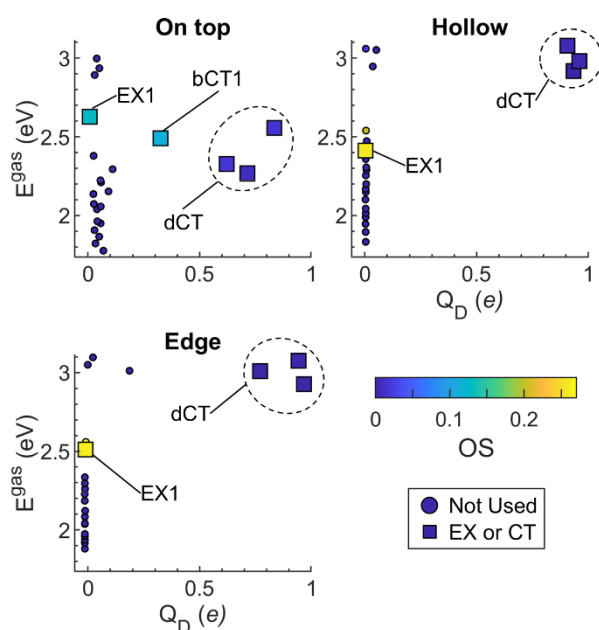 On top
Hollow
3
2.5
2
E^gas (eV)
EX1
bCT1
dCT
0
0.5
1
3
2.5
2
dCT
EX1
0
0.5
1
Q_D (e)
Edge
3
2.5
2
E^gas (eV)
dCT
EX1
0
0.5
1
Q_D (e)
0
0.1
0.2
OS
Not Used
EX or CT